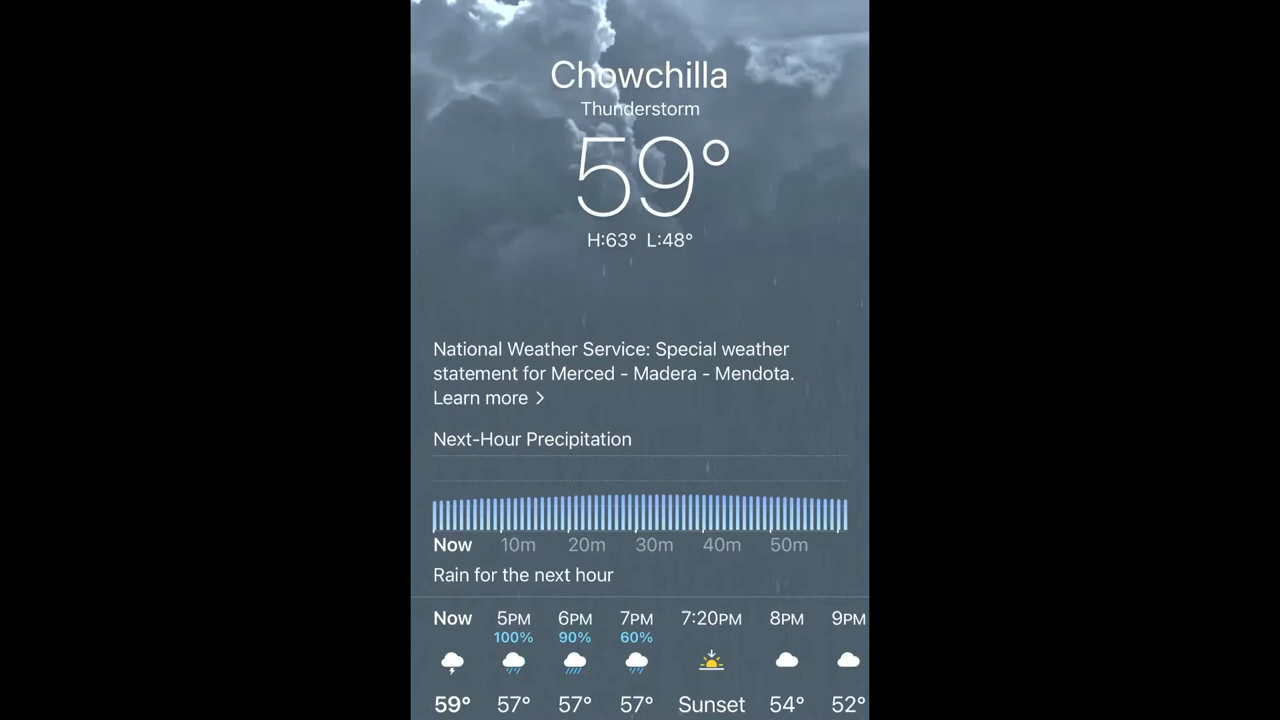 Chowchilla
Thunderstorm
59°
H:63° L:48°
National Weather Service: Special weather
statement for Merced - Madera - Mendota.
Learn more >
Next-Hour Precipitation
Now 10m 20m 30m 40m 50m
Rain for the next hour
Now 5PM 6PM 7PM 7:20PM 8PM 9PM
100% 90% 60%
59° 57° 57° 57° Sunset 54° 52°